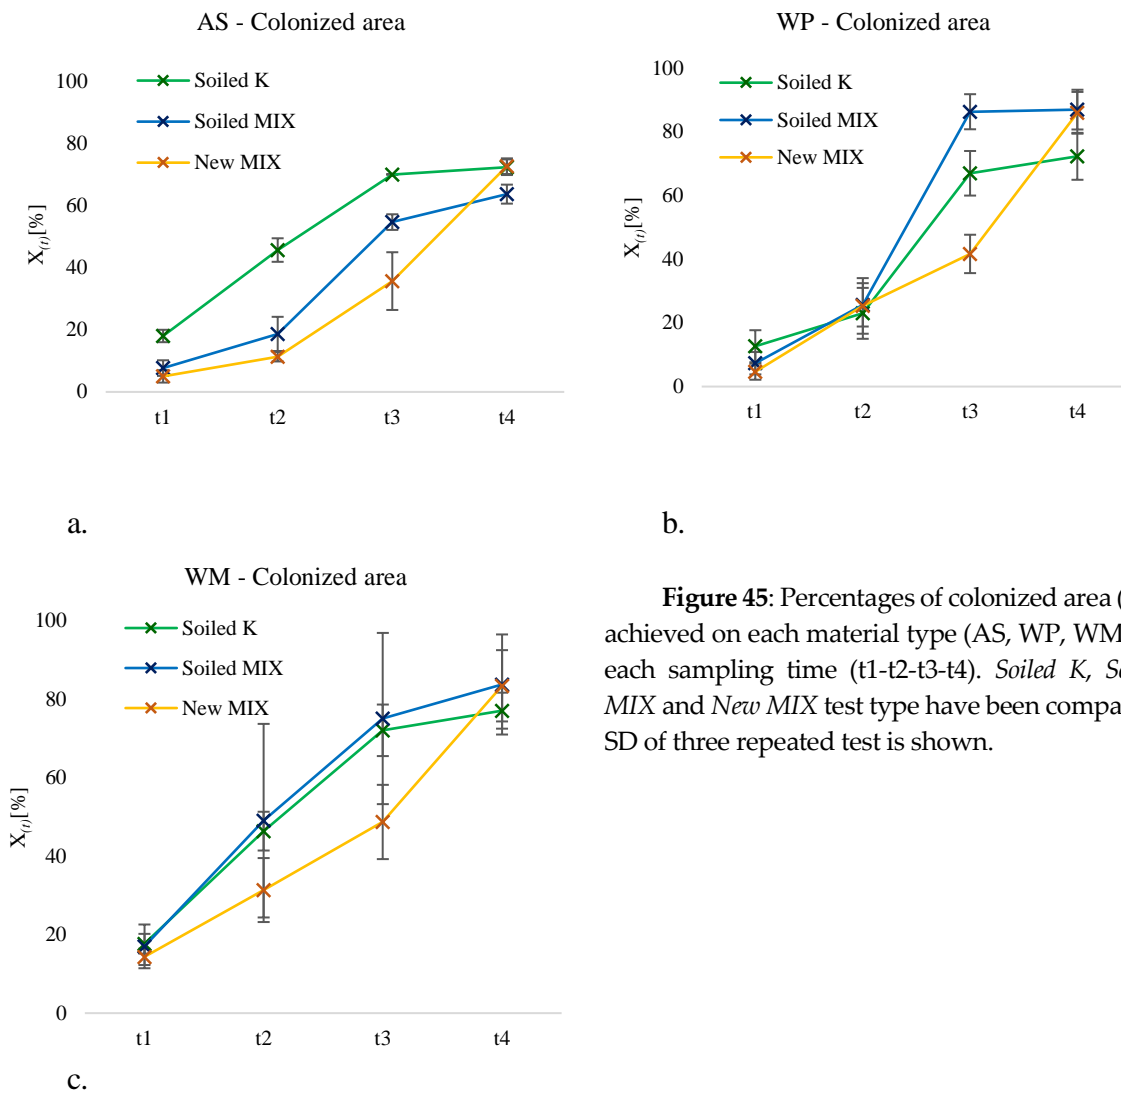 AS - Colonized area
X(t)[%]
100
80
60
40
20
0
Soiled K
Soiled MIX
New MIX
t1 t2 t3 t4
a.
WP - Colonized area
X(t)[%]
100
80
60
40
20
0
Soiled K
Soiled MIX
New MIX
t1 t2 t3 t4
b.
WM - Colonized area
X(t)[%]
100
80
60
40
20
0
Soiled K
Soiled MIX
New MIX
t1 t2 t3 t4
c.
Figure 45: Percentages of colonized area (
achieved on each material type (AS, WP, WM
each sampling time (t1-t2-t3-t4). Soiled K,
MIX and New MIX test type have been
SD of three repeated test is shown.